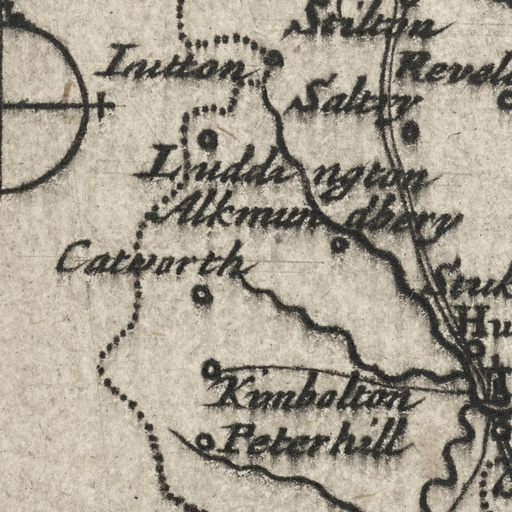 Stilton
Lutton
Revel
Saltry
Luddington
Alkmundbery
Catworth
Stuk
Hu
Kimbolton
Peterhill